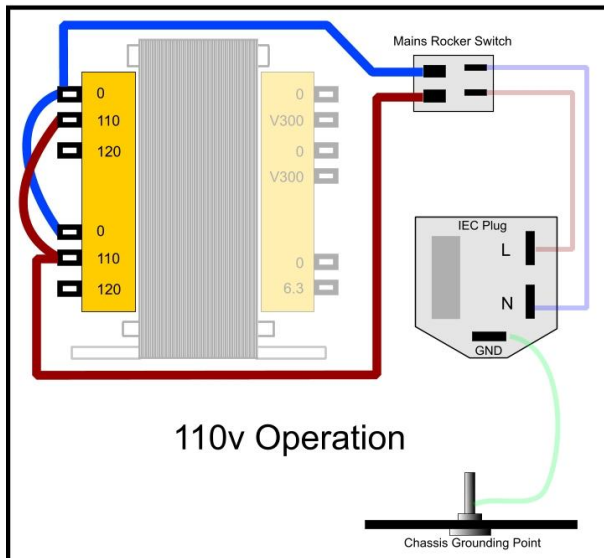 Mains Rocker Switch
0
110
120
0
110
120
0
V300
0
V300
0
6.3
IEC Plug
L
N
GND
110v Operation
Chassis Grounding Point